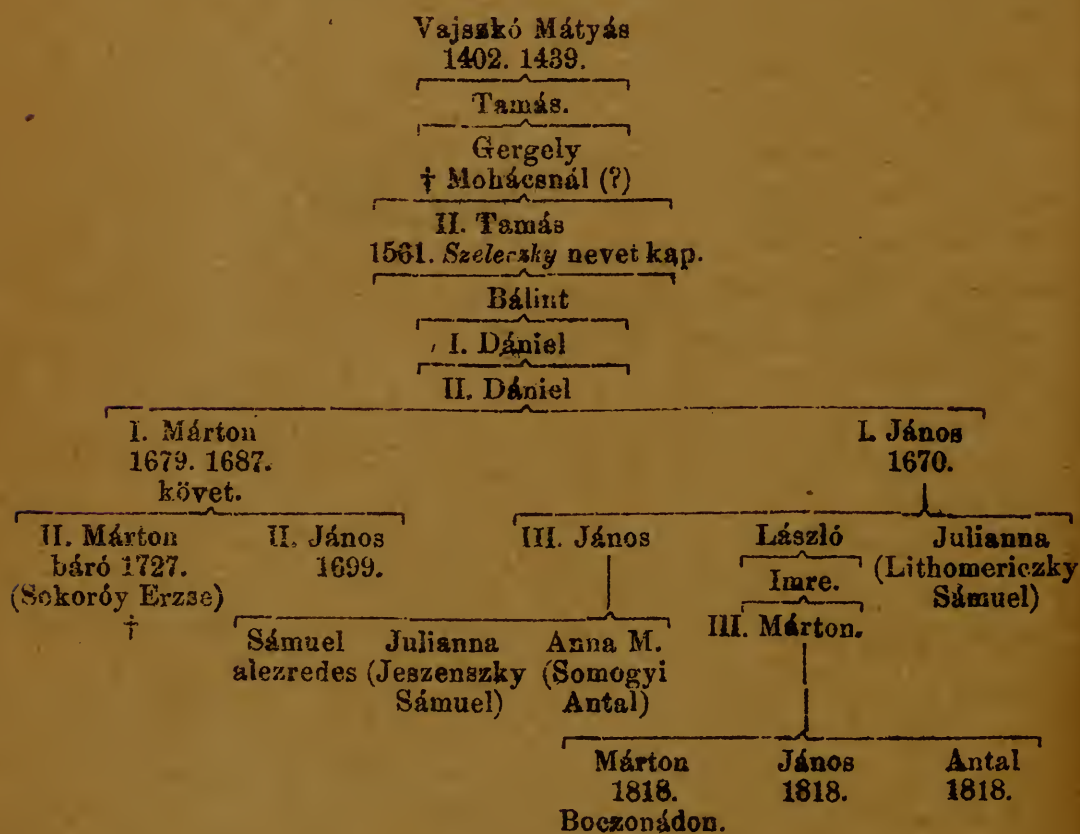 Vajszkó Mátyás
1402. 1439.
Tamás.
Gergely
† Mohácsnál (?)
II. Tamás
1561. Szeleczky nevet kap.
Bálint
I. Dániel
II. Dániel
I. Márton
1679. 1687.
követ.
I. János
1670.
II. Márton
báró 1727.
(Sokoróy Erzse)
†
II. János
1699.
III. János
László
Imre.
III. Márton.
Julianna
(Lithomericzky
Sámuel)
Sámuel
alezredes
Julianna
(Jeszenszky
Sámuel)
Anna M.
(Somogyi
Antal)
Márton
1818.
Boczonádon.
János
1818.
Antal
1818.